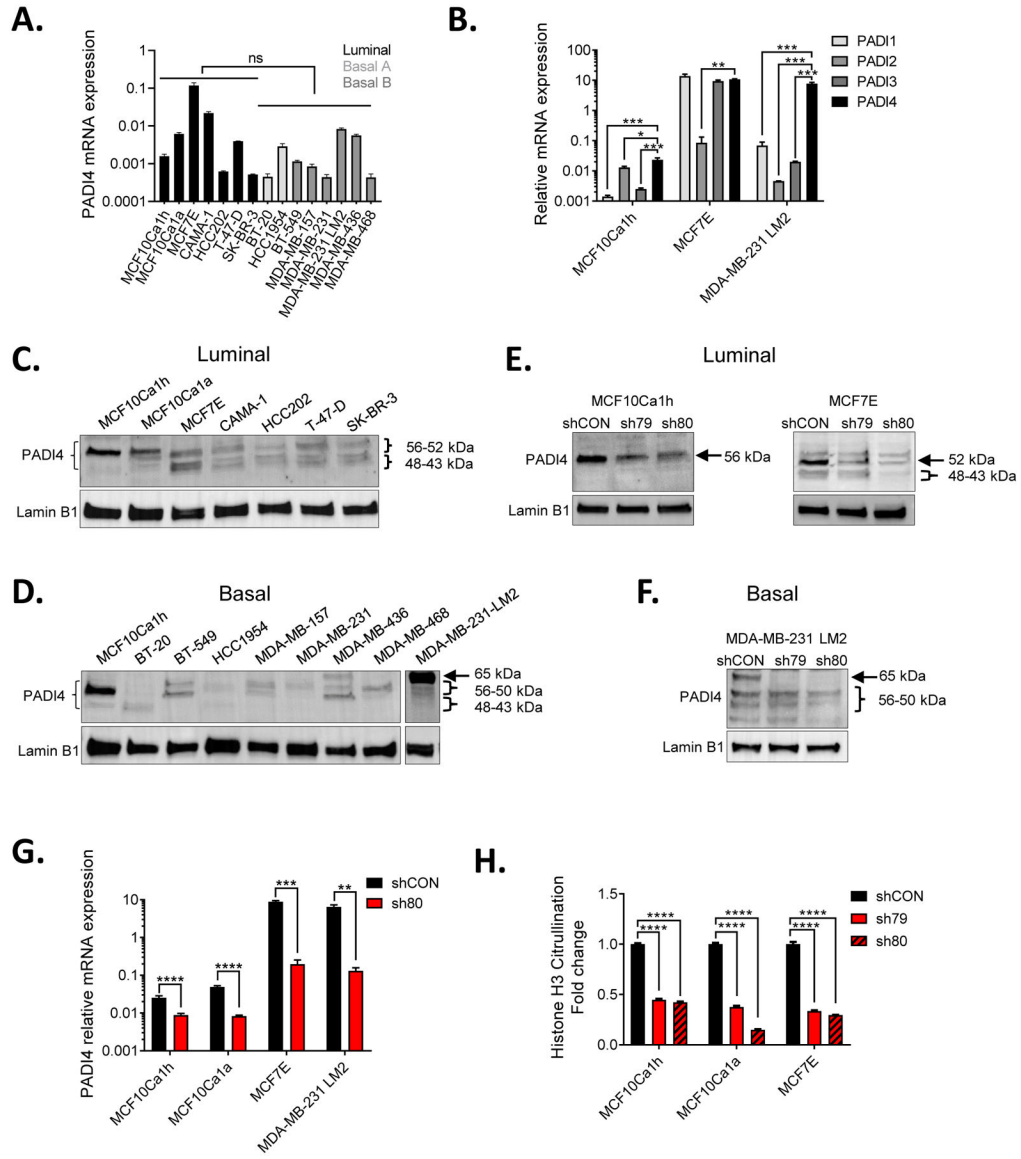 A.
PADI4 mRNA expression
1
0.1
0.01
0.001
0.0001
ns
Luminal
Basal A
Basal B
MCF10Ca1h
MCF10Ca1a
MCF7E
CAMA-1
HCC202
T-47-D
SK-BR-3
BT-20
HCC1954
BT-549
MDA-MB-157
MDA-MB-231
MDA-MB-231 LM2
MDA-MB-436
MDA-MB-468
B.
Relative mRNA expression
100
10
1
0.1
0.01
0.001
***
*
***
**
***
***
***
PADI1
PADI2
PADI3
PADI4
MCF10Ca1h
MCF7E
MDA-MB-231 LM2
C.
Luminal
MCF10Ca1h
MCF10Ca1a
MCF7E
CAMA-1
HCC202
T-47-D
SK-BR-3
PADI4
56-52 kDa
48-43 kDa
Lamin B1
E.
Luminal
MCF10Ca1h
shCON sh79 sh80
PADI4
56 kDa
Lamin B1
MCF7E
shCON sh79 sh80
52 kDa
48-43 kDa
D.
Basal
MCF10Ca1h
BT-20
BT-549
HCC1954
MDA-MB-157
MDA-MB-231
MDA-MB-436
MDA-MB-468
MDA-MB-231-LM2
PADI4
65 kDa
56-50 kDa
48-43 kDa
Lamin B1
F.
Basal
MDA-MB-231 LM2
shCON sh79 sh80
PADI4
65 kDa
56-50 kDa
Lamin B1
G.
PADI4 relative mRNA expression
10
1
0.1
0.01
0.001
****
****
***
**
shCON
sh80
MCF10Ca1h
MCF10Ca1a
MCF7E
MDA-MB-231 LM2
H.
Histone H3 Citrullination
Fold change
1.5
1.0
0.5
0.0
****
****
****
****
****
****
shCON
sh79
sh80
MCF10Ca1h
MCF10Ca1a
MCF7E